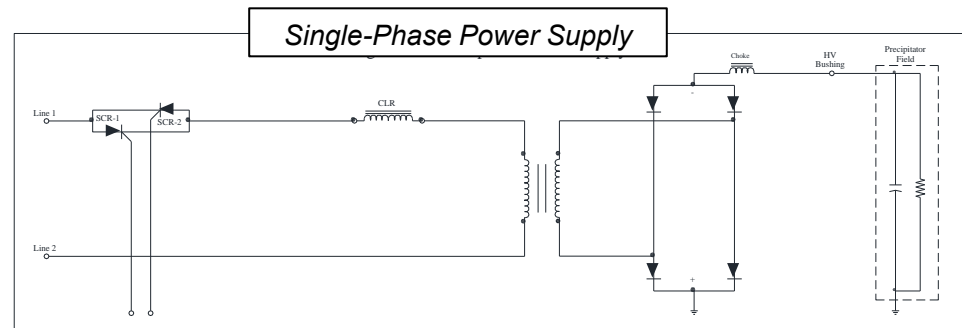 Single-Phase Power Supply
Choke
HV
Bushing
Precipitator
Field
-
Line 1
SCR-1
SCR-2
CLR
Line 2
+